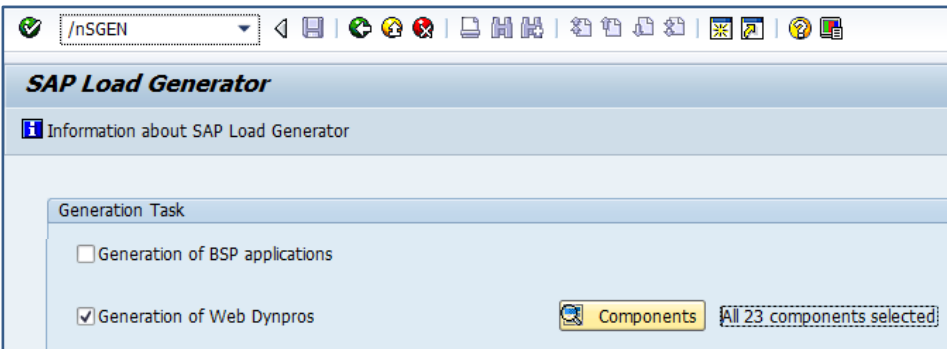 /nSGEN
SAP Load Generator
Information about SAP Load Generator
Generation Task
Generation of BSP applications
Generation of Web Dynpros Components All 23 components selected